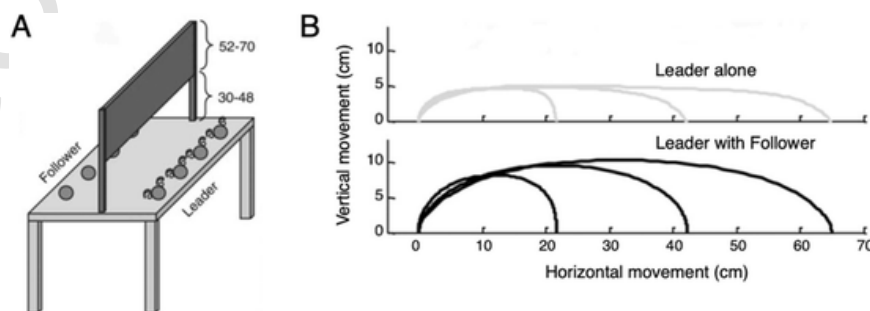 A
52-70
30-48
Follower
Leader
B
Vertical movement (cm)
10
5
0
Leader alone
10
5
0
Leader with Follower
0 10 20 30 40 50 60 70
Horizontal movement (cm)